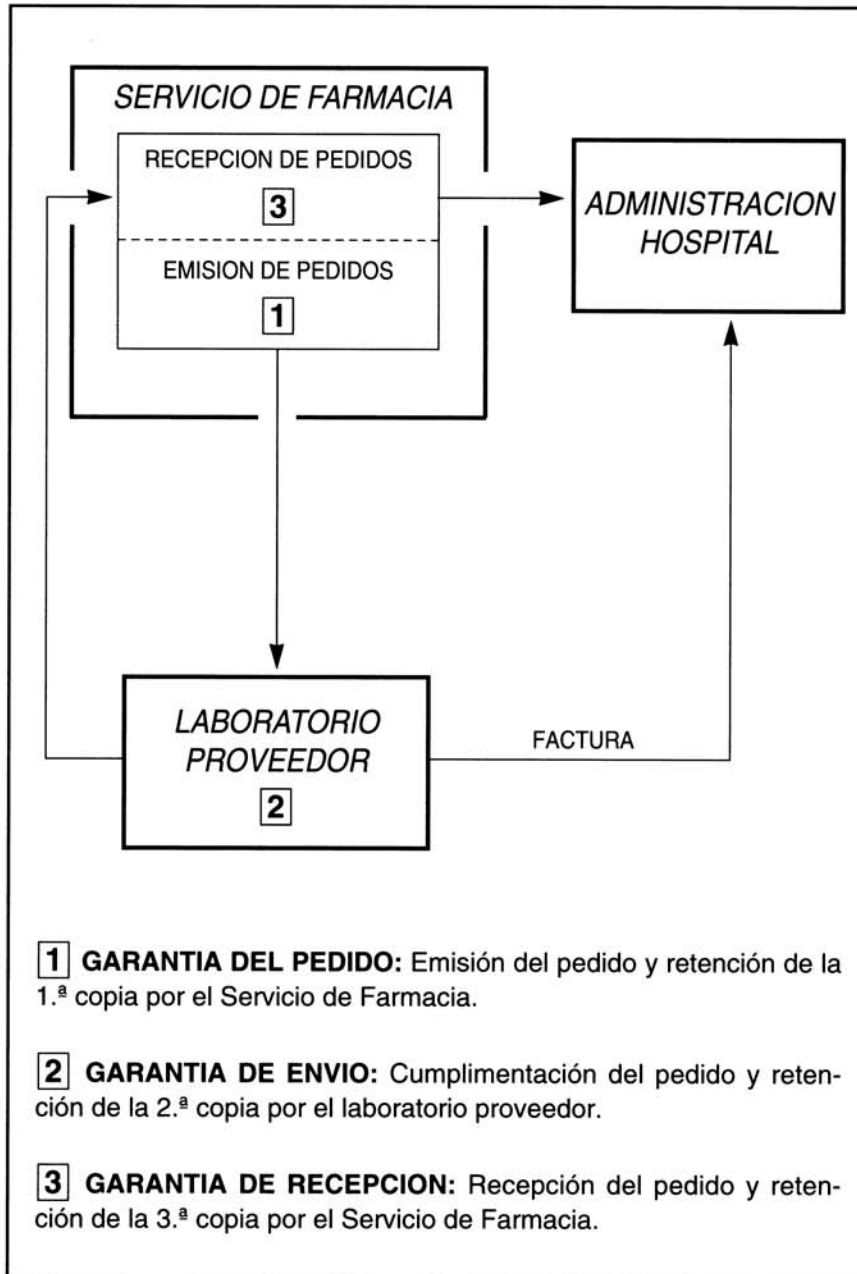 SERVICIO DE FARMACIA
RECEPCION DE PEDIDOS
3
EMISION DE PEDIDOS
1
ADMINISTRACION
HOSPITAL
LABORATORIO
PROVEEDOR
2
FACTURA
1 GARANTIA DEL PEDIDO: Emisión del pedido y retención de la
1.ª copia por el Servicio de Farmacia.
2 GARANTIA DE ENVIO: Cumplimentación del pedido y reten-
ción de la 2.ª copia por el laboratorio proveedor.
3 GARANTIA DE RECEPCION: Recepción del pedido y reten-
ción de la 3.ª copia por el Servicio de Farmacia.